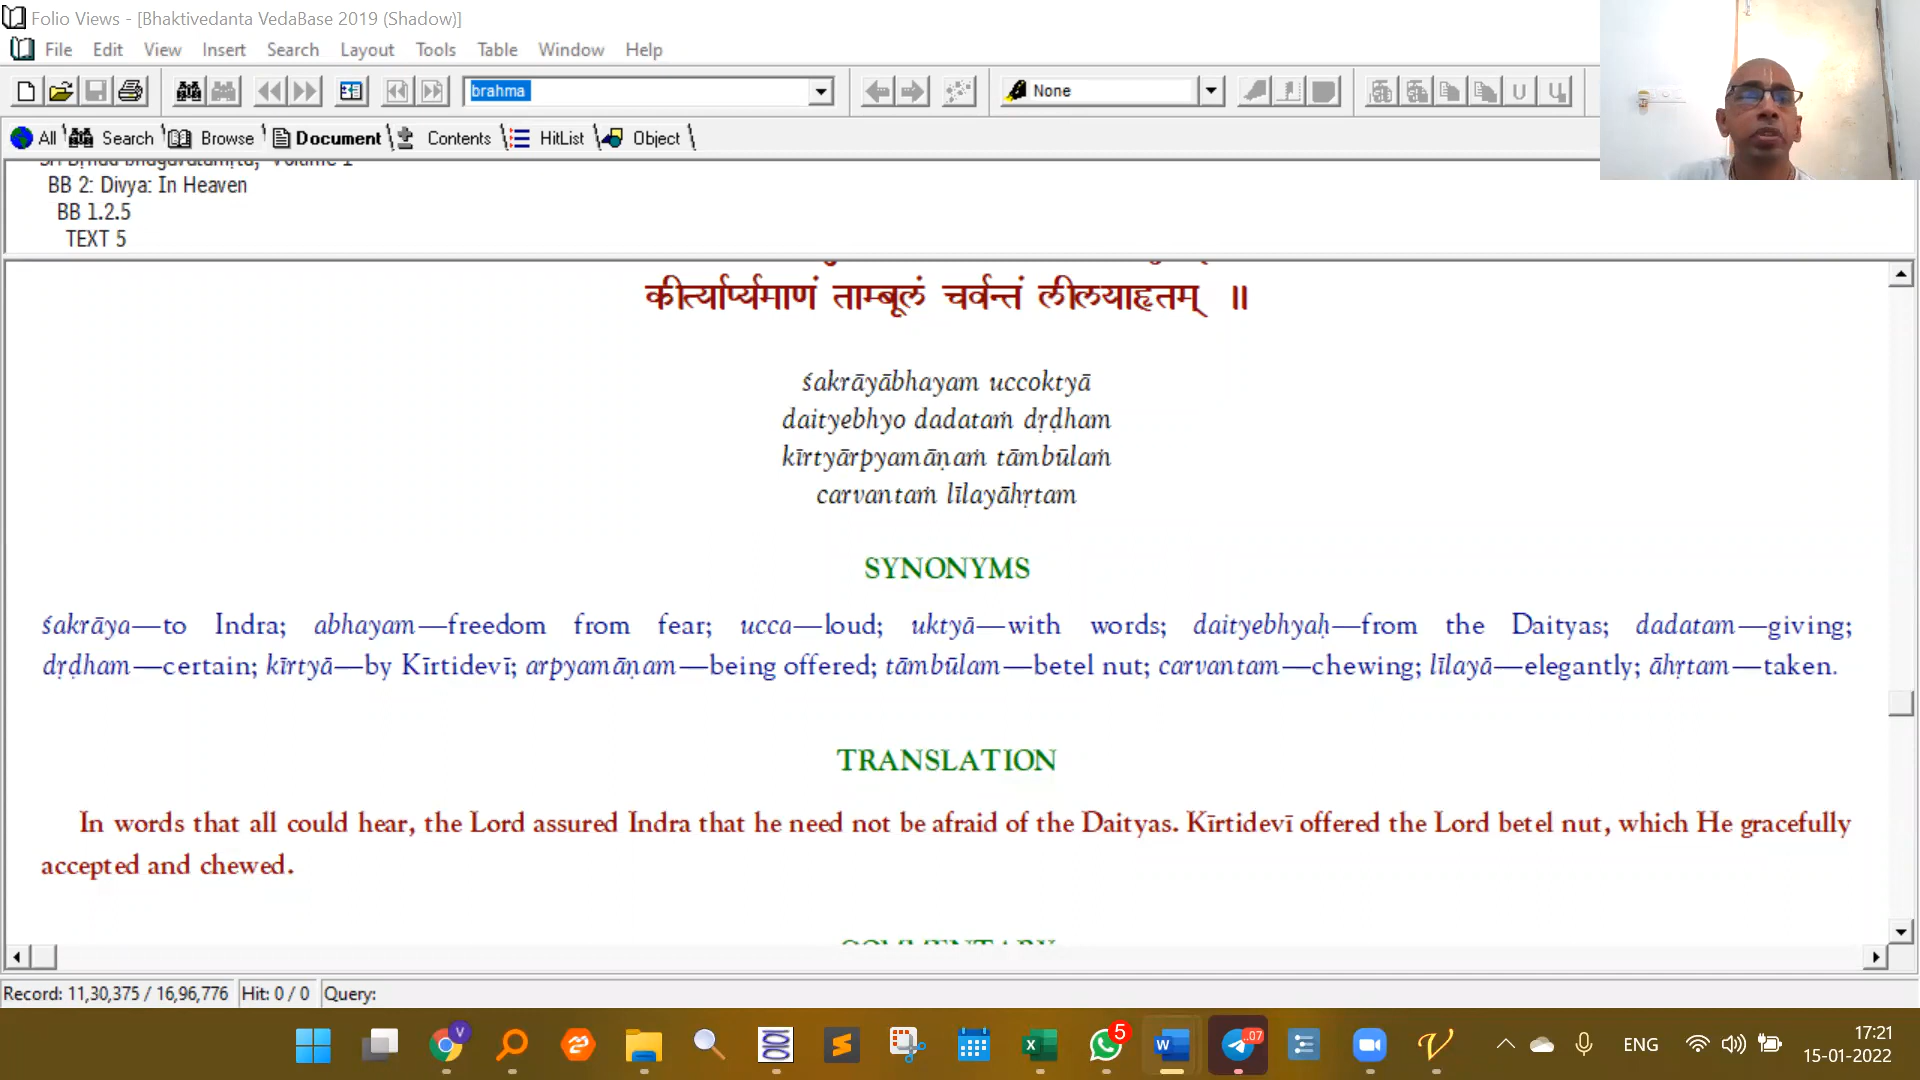 Folio Views - [Bhaktivedanta VedaBase 2019 (Shadow)]
File Edit View Insert Search Layout Tools Table Window Help
brahma None
All Search Browse Document Contents HitList Object
BB 2: Divya: In Heaven
BB 1.2.5
TEXT 5
कीर्त्यार्प्यमाणं ताम्बूलं चर्वन्तं लीलयाहृतम् ॥
śakrāyābhayam uccoktyā
daityebhyo dadataṁ dṛḍham
kīrtyārpyamāṇaṁ tāmbūlaṁ
carvantaṁ līlayāhṛtam
SYNONYMS
śakrāya—to Indra; abhayam—freedom from fear; ucca—loud; uktyā—with words; daityebhyaḥ—from the Daityas; dadatam—giving;
dṛḍham—certain; kīrtyā—by Kīrtidevī; arpyamāṇam—being offered; tāmbūlam—betel nut; carvantam—chewing; līlayā—elegantly; āhṛtam—taken.
TRANSLATION
In words that all could hear, the Lord assured Indra that he need not be afraid of the Daityas. Kīrtidevī offered the Lord betel nut, which He gracefully
accepted and chewed.
COMMENTARY
Record: 11,30,375 / 16,96,776 Hit: 0 / 0 Query:
V 5 .07 ENG 17:21
15-01-2022